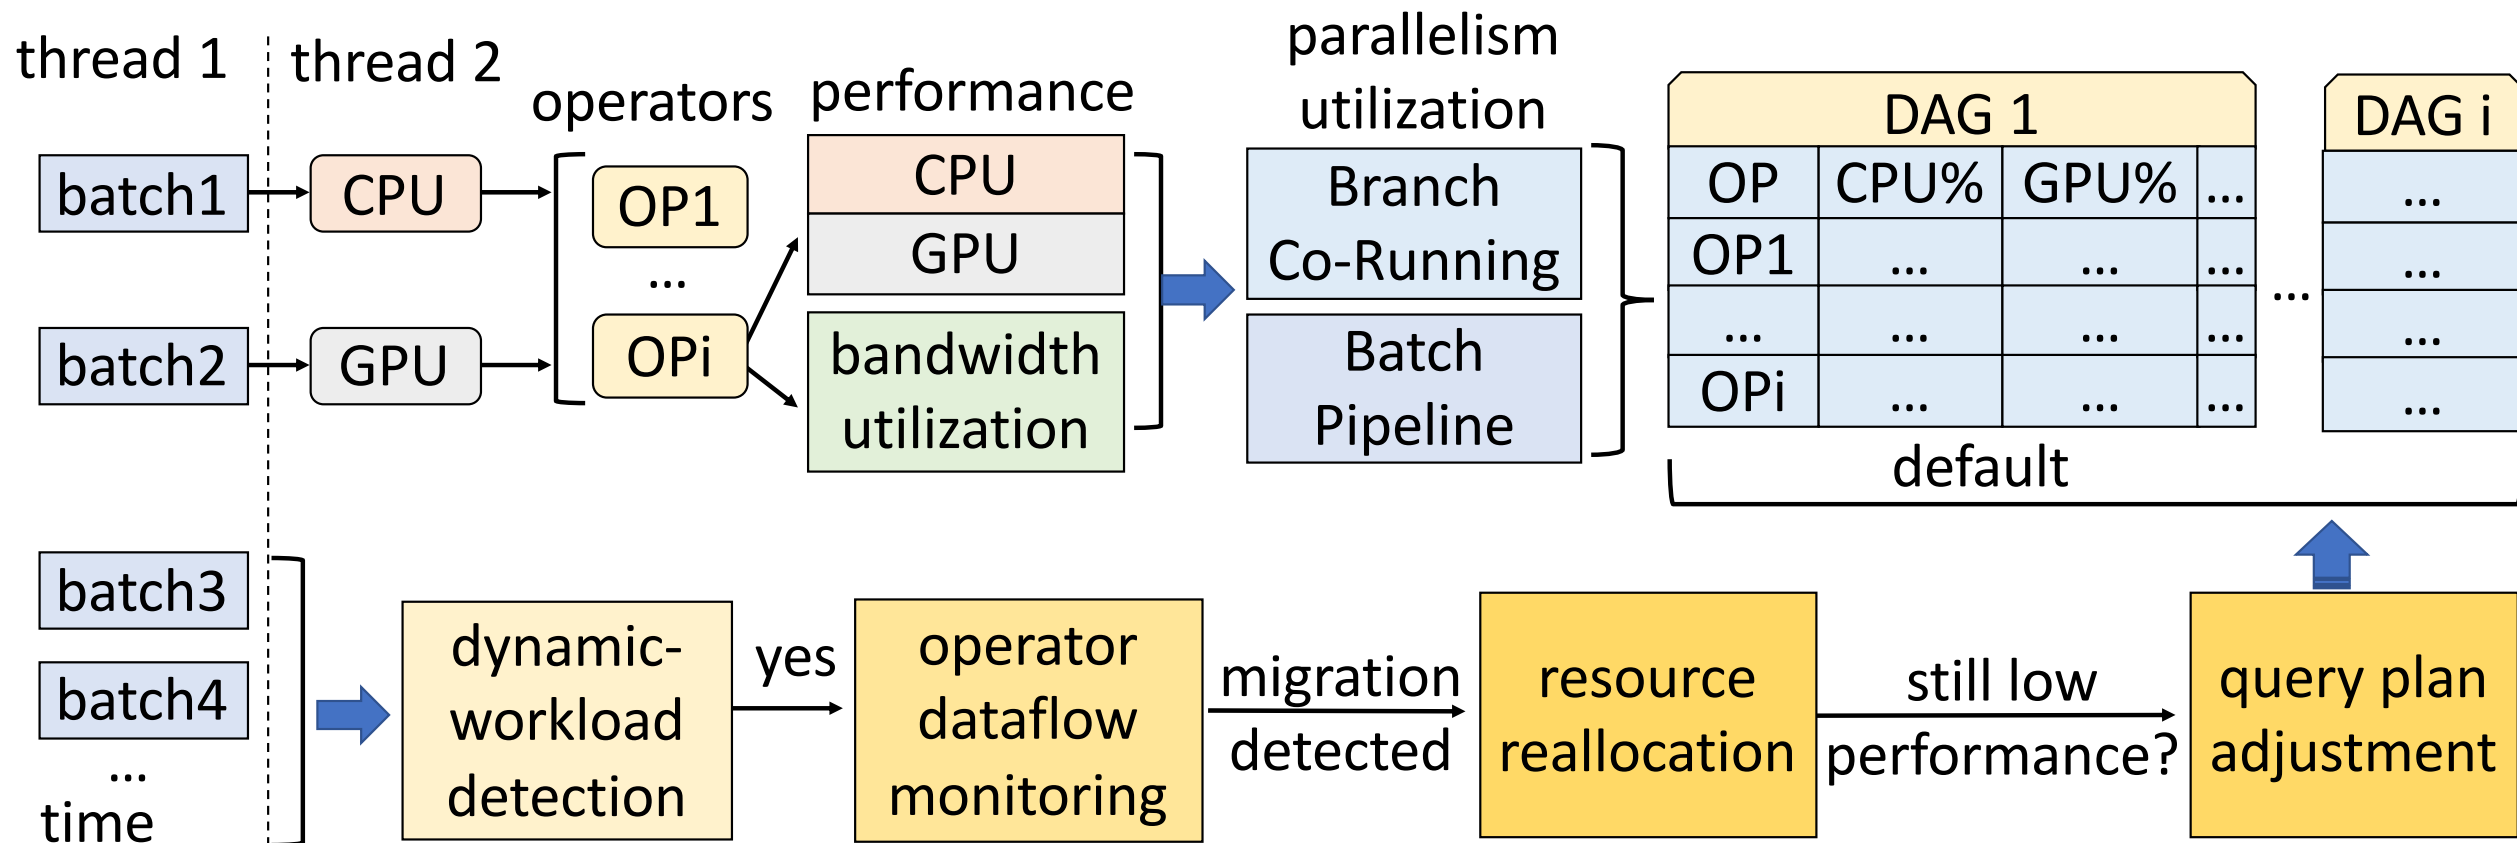 thread 1
thread 2
operators
performance
parallelism
utilization
batch1
CPU
OP1
...
OPi
batch2
GPU
CPU
GPU
bandwidth
utilization
Branch
Co-Running
Batch
Pipeline
DAG 1
OP CPU% GPU% ...
OP1 ... ... ...
... ... ... ...
OPi ... ... ...
...
DAG i
...
...
...
...
default
batch3
batch4
...
time
dynamic-
workload
detection
yes
operator
dataflow
monitoring
migration
detected
resource
reallocation
still low
performance?
query plan
adjustment